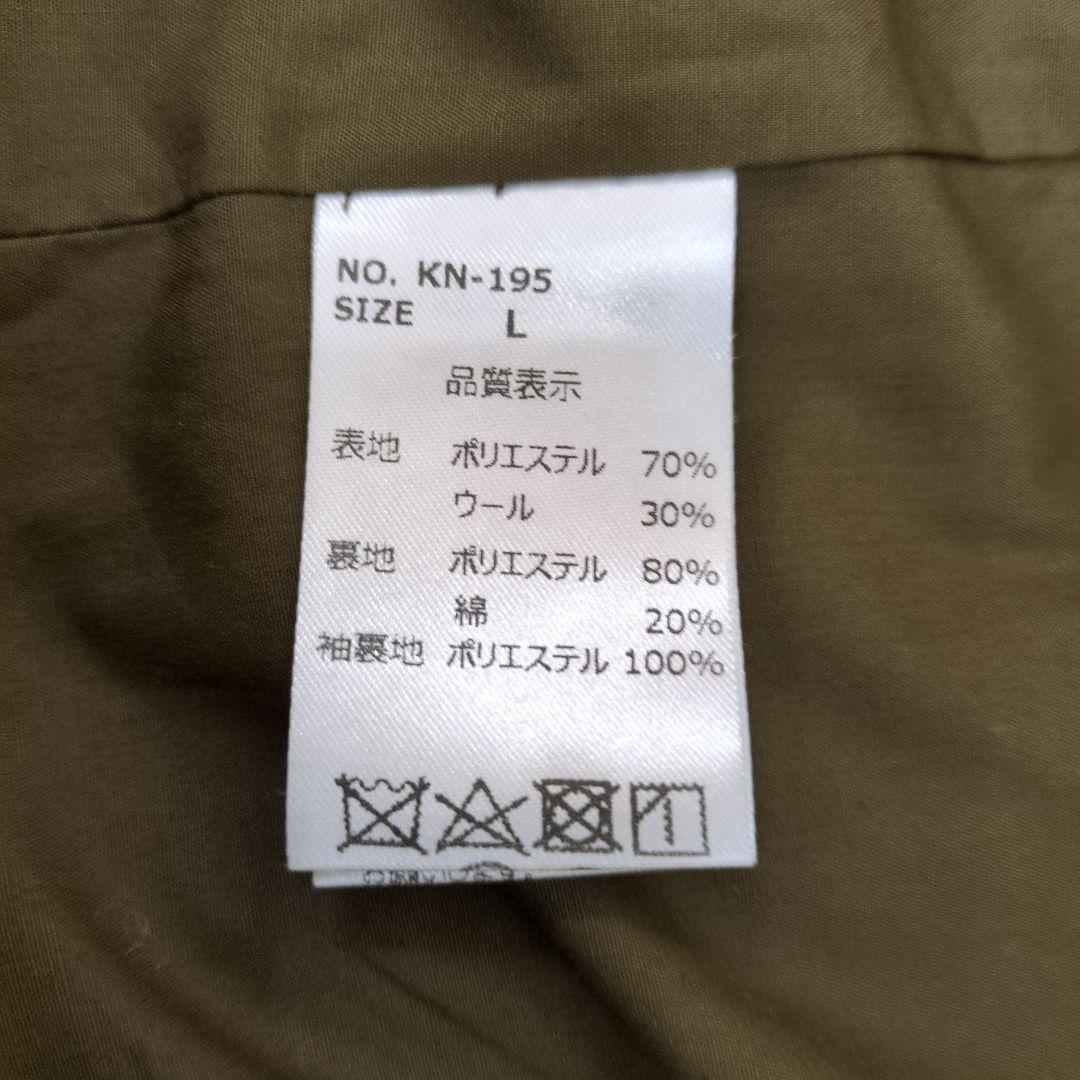 NO. KN-195
SIZE L
品質表示
表地 ポリエステル 70%
ウール 30%
裏地 ポリエステル 80%
綿 20%
袖裏地 ポリエステル 100%